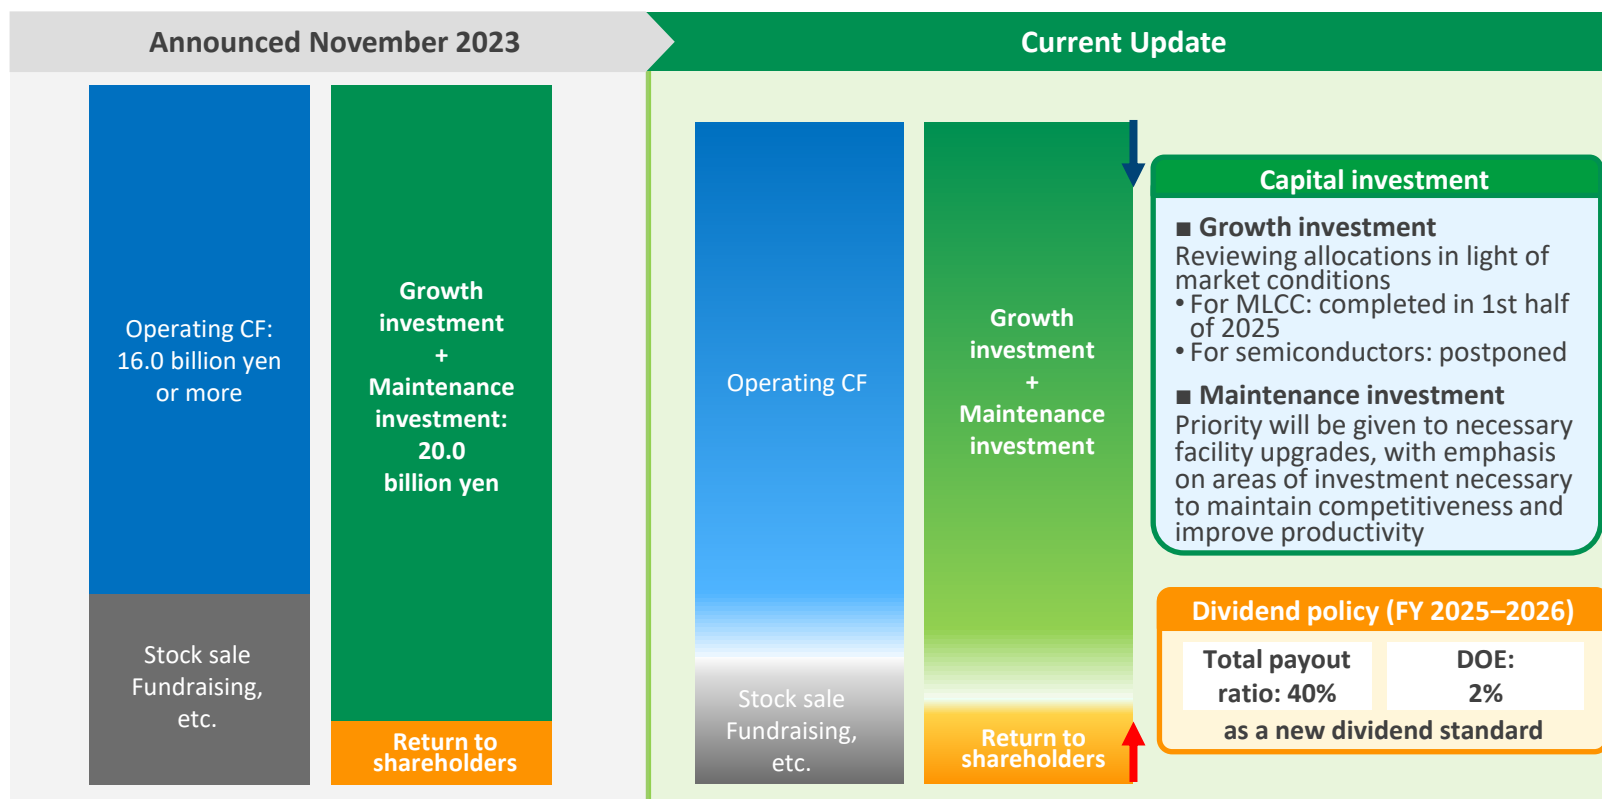 Announced November 2023
Current Update
Operating CF:
16.0 billion yen
or more
Stock sale
Fundraising,
etc.
Growth
investment
+
Maintenance
investment:
20.0
billion yen
Return to
shareholders
Operating CF
Stock sale
Fundraising,
etc.
Growth
investment
+
Maintenance
investment
Return to
shareholders
Capital investment
■ Growth investment
Reviewing allocations in light of
market conditions
• For MLCC: completed in 1st half
of 2025
• For semiconductors: postponed
■ Maintenance investment
Priority will be given to necessary
facility upgrades, with emphasis
on areas of investment necessary
to maintain competitiveness and
improve productivity
Dividend policy (FY 2025–2026)
Total payout
ratio: 40%
DOE:
2%
as a new dividend standard